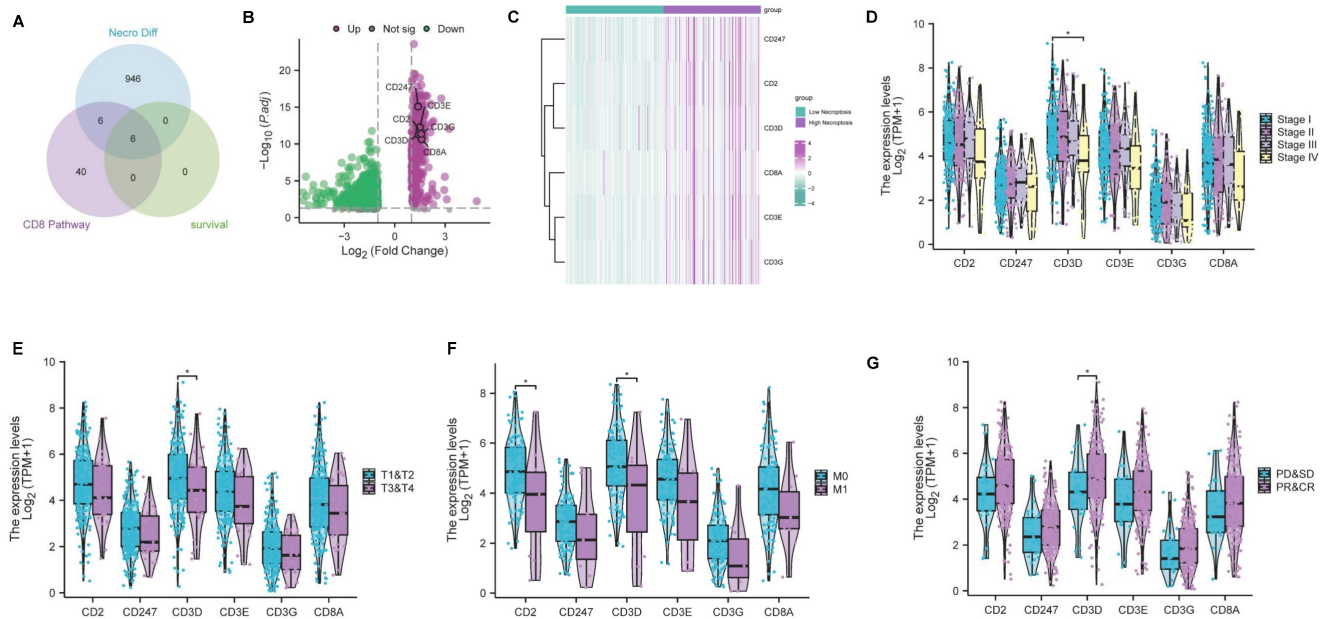 A
Necro Diff
946
6
0
6
40
0
0
CD8 Pathway
survival
B
Up
Not sig
Down
−Log10 (P.adj)
20
15
10
5
0
CD247
CD3E
CD2
CD3G
CD3D
CD8A
−3
0
3
Log2 (Fold Change)
C
group
CD247
CD2
CD3D
CD8A
CD3E
CD3G
group
Low Necroptosis
High Necroptosis
4
2
0
−2
−4
D
The expression levels
Log2 (TPM+1)
10
8
6
4
2
0
*
CD2 CD247 CD3D CD3E CD3G CD8A
Stage I
Stage II
Stage III
Stage IV
E
The expression levels
Log2 (TPM+1)
10
8
6
4
2
0
*
CD2 CD247 CD3D CD3E CD3G CD8A
T1&T2
T3&T4
F
The expression levels
Log2 (TPM+1)
8
6
4
2
0
* *
CD2 CD247 CD3D CD3E CD3G CD8A
M0
M1
G
The expression levels
Log2 (TPM+1)
10
8
6
4
2
0
*
CD2 CD247 CD3D CD3E CD3G CD8A
PD&SD
PR&CR